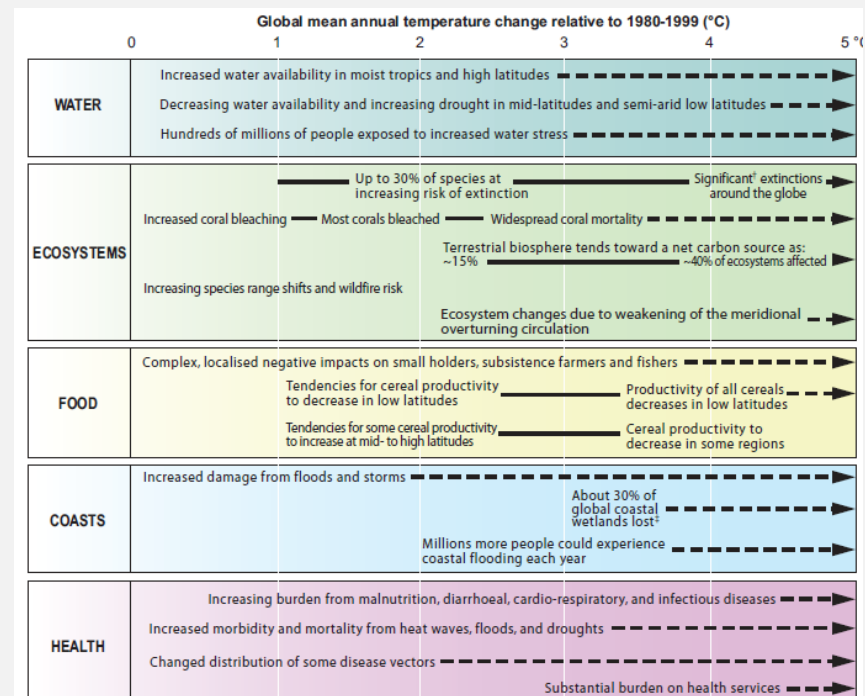 Global mean annual temperature change relative to 1980-1999 (°C)
0 1 2 3 4 5 °C
WATER
Increased water availability in moist tropics and high latitudes
Decreasing water availability and increasing drought in mid-latitudes and semi-arid low latitudes
Hundreds of millions of people exposed to increased water stress
ECOSYSTEMS
Up to 30% of species at
increasing risk of extinction
Significant† extinctions
around the globe
Increased coral bleaching Most corals bleached Widespread coral mortality
Terrestrial biosphere tends toward a net carbon source as:
~15% ~40% of ecosystems affected
Increasing species range shifts and wildfire risk
Ecosystem changes due to weakening of the meridional
overturning circulation
FOOD
Complex, localised negative impacts on small holders, subsistence farmers and fishers
Tendencies for cereal productivity
to decrease in low latitudes
Productivity of all cereals
decreases in low latitudes
Tendencies for some cereal productivity
to increase at mid- to high latitudes
Cereal productivity to
decrease in some regions
COASTS
Increased damage from floods and storms
About 30% of
global coastal
wetlands lost‡
Millions more people could experience
coastal flooding each year
HEALTH
Increasing burden from malnutrition, diarrhoeal, cardio-respiratory, and infectious diseases
Increased morbidity and mortality from heat waves, floods, and droughts
Changed distribution of some disease vectors
Substantial burden on health services